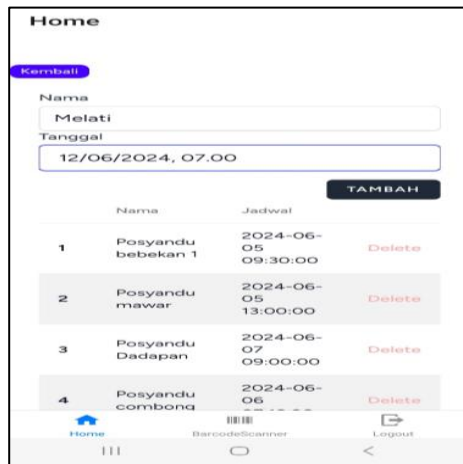 Home
Kembali
Nama
Melati
Tanggal
12/06/2024, 07.00
TAMBAH
Nama Jadwal
1 Posyandu bebekan 1 2024-06-05 09:30:00 Delete
2 Posyandu mawar 2024-06-05 13:00:00 Delete
3 Posyandu Dadapan 2024-06-07 09:00:00 Delete
4 Posyandu combong 2024-06-06 Delete
Home BarcodeScanner Logout